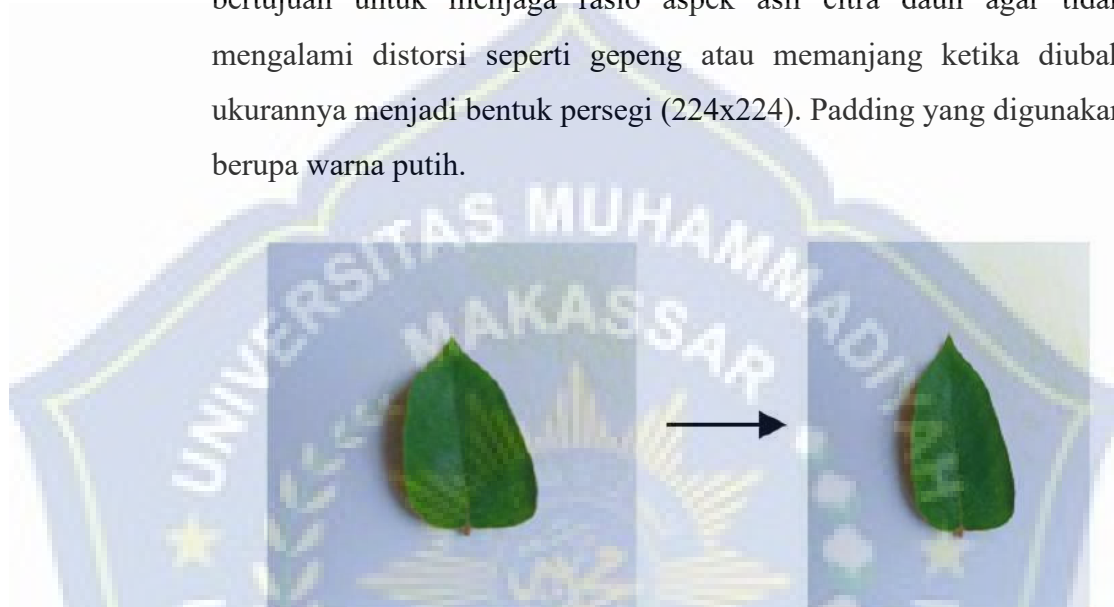 bertujuan untuk menjaga rasio aspek asli citra daun agar tidak
mengalami distorsi seperti gepeng atau memanjang ketika diubah
ukurannya menjadi bentuk persegi (224x224). Padding yang digunakan
berupa warna putih.
UNIVERSITAS MUHAMMADIYAH
MAKASSAR